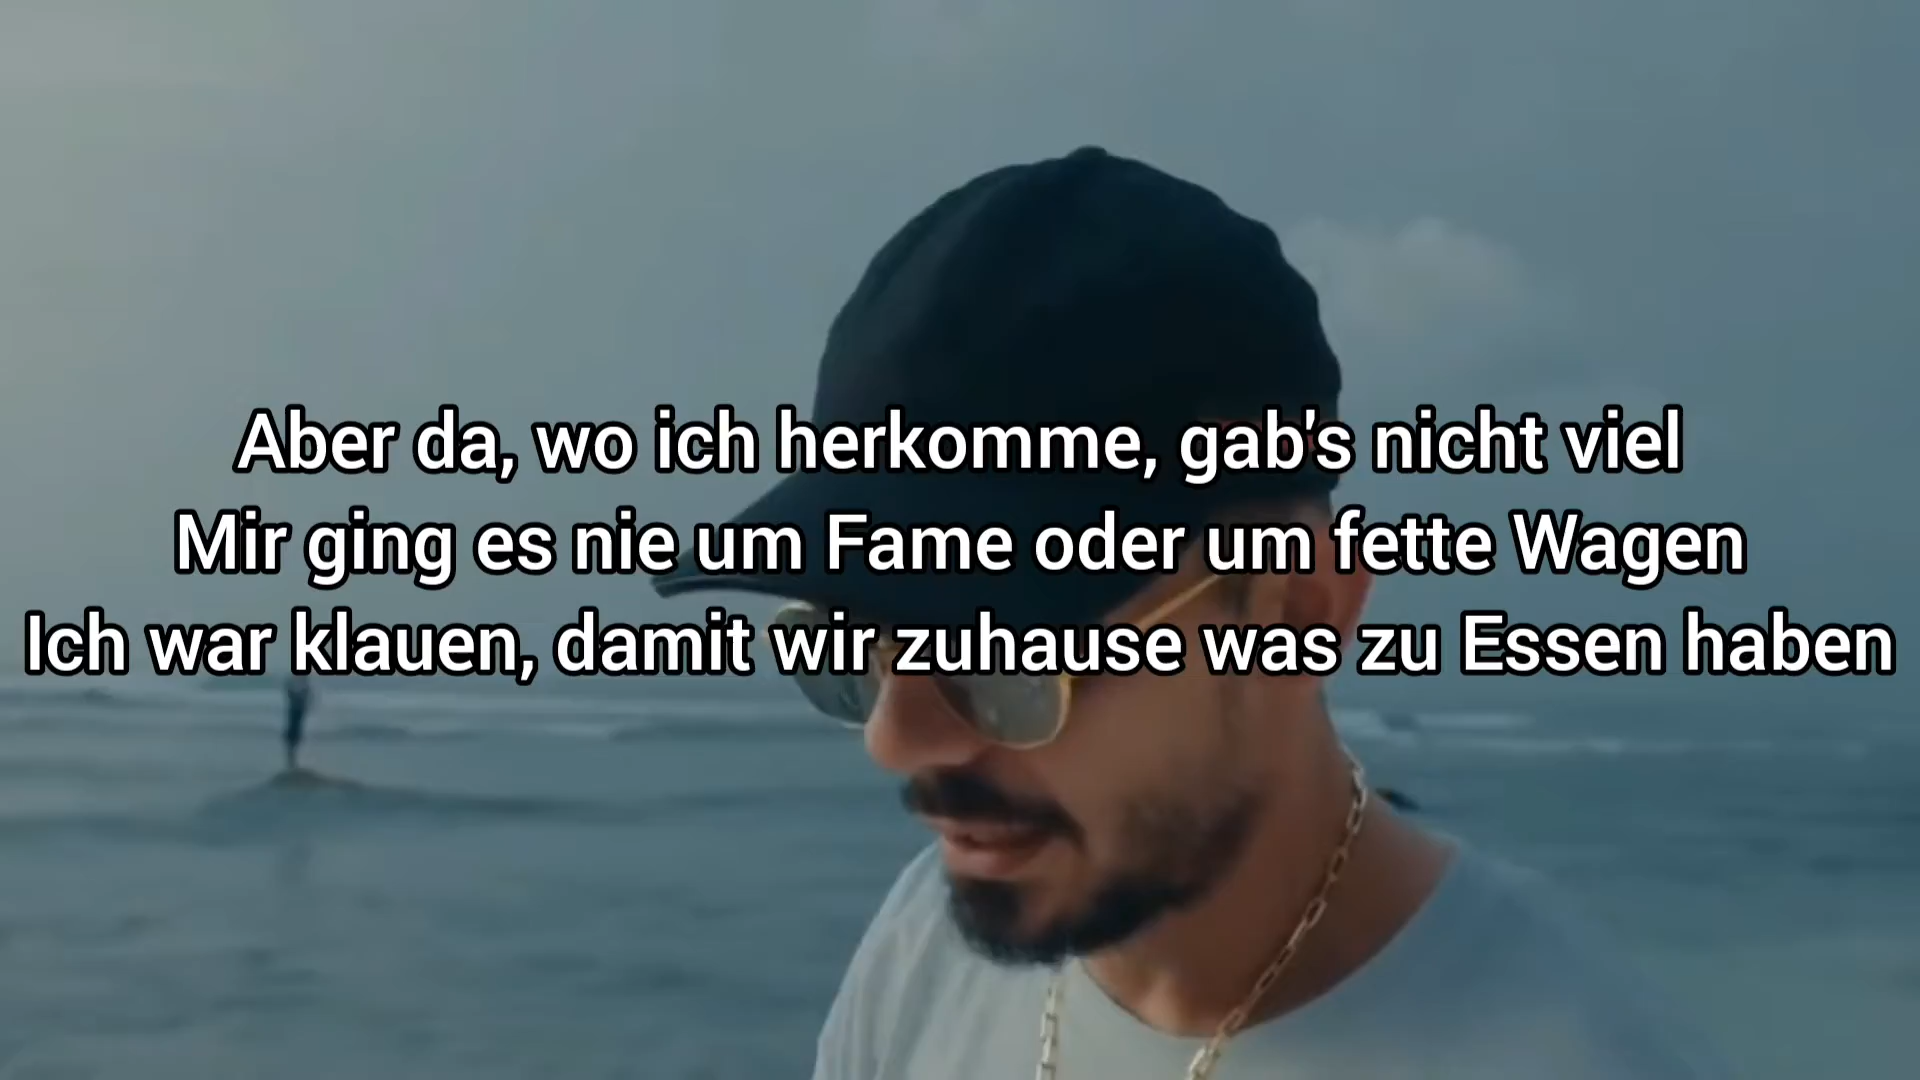 Aber da, wo ich herkomme, gab's nicht viel
Mir ging es nie um Fame oder um fette Wagen
Ich war klauen, damit wir zuhause was zu Essen haben